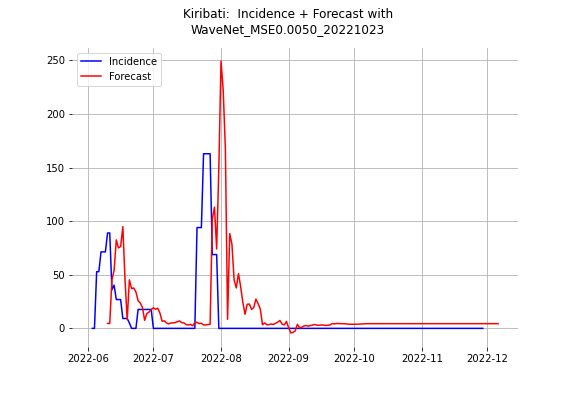 Kiribati:  Incidence + Forecast with
WaveNet_MSE0.0050_20221023
Incidence
Forecast
250
200
150
100
50
0
2022-06 2022-07 2022-08 2022-09 2022-10 2022-11 2022-12